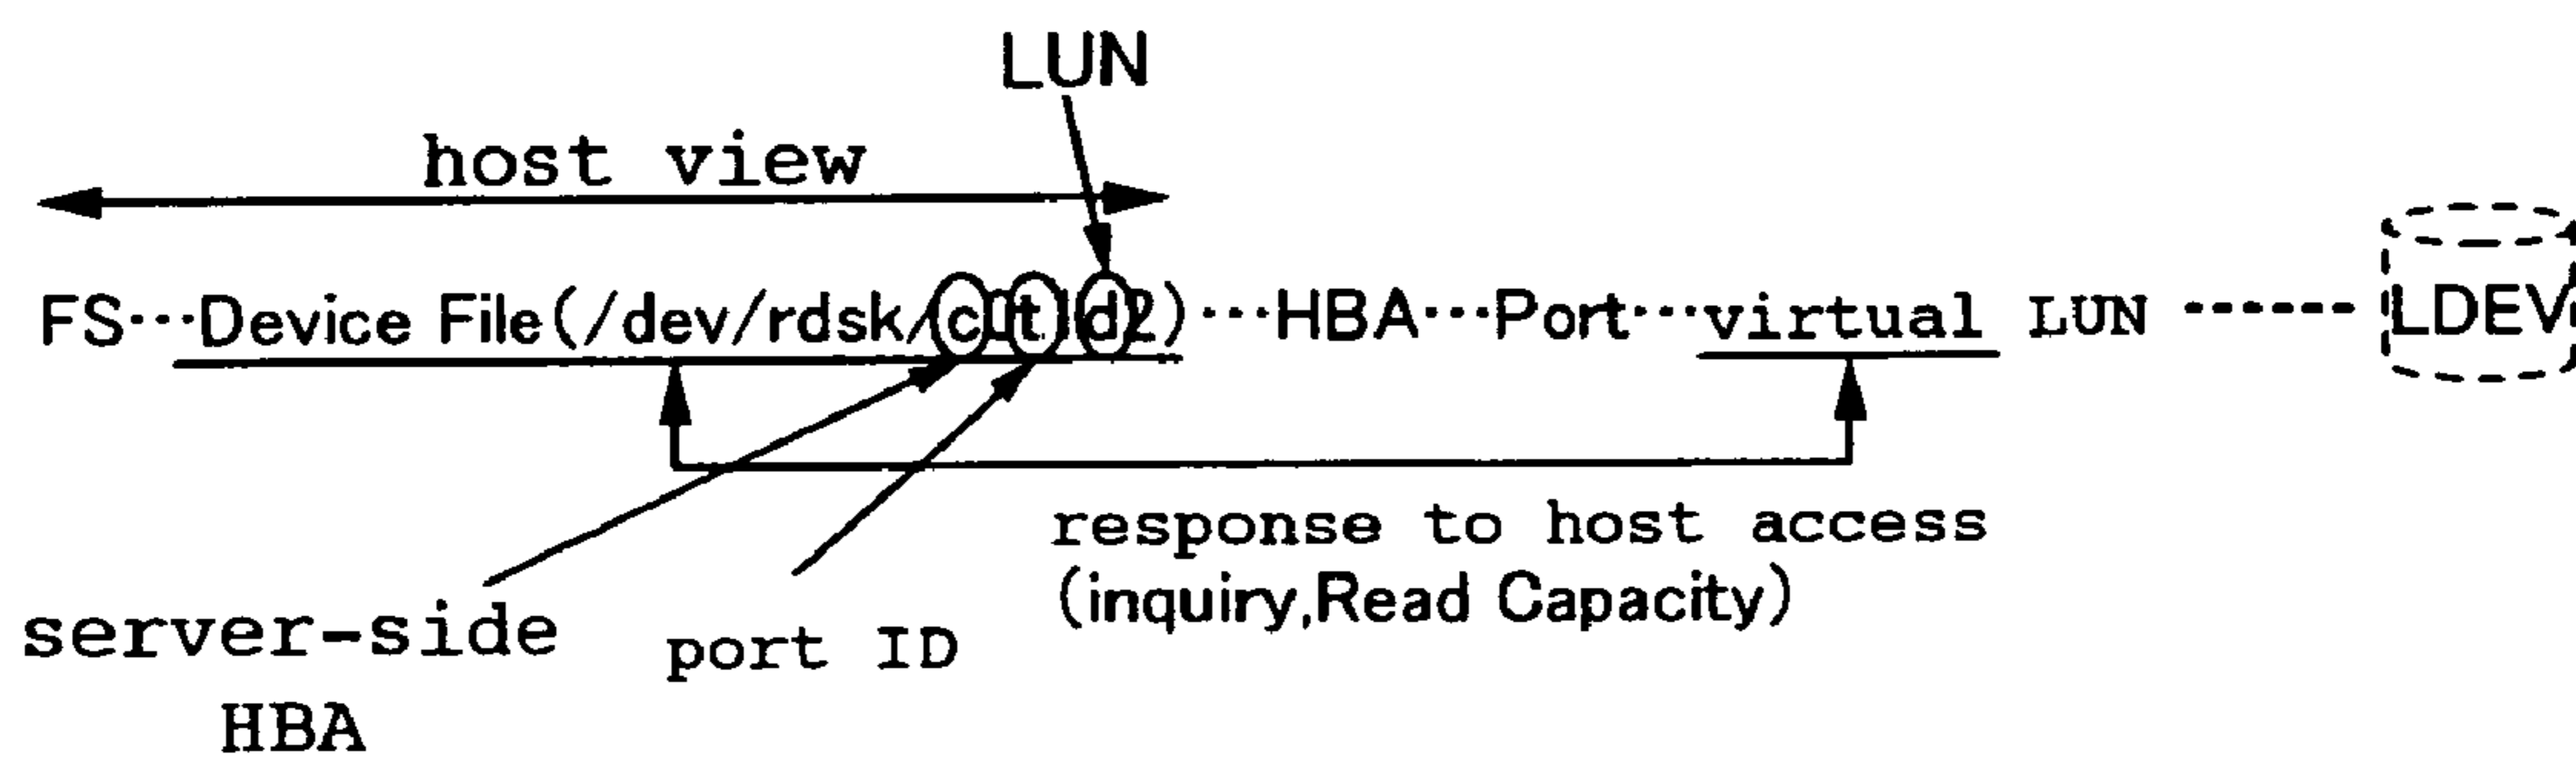 LUN
host view
FS···Device File(/dev/rdsk/c0t1d2)···HBA···Port···virtual LUN ------ LDEV
response to host access
(inquiry,Read Capacity)
server-side
HBA
port ID